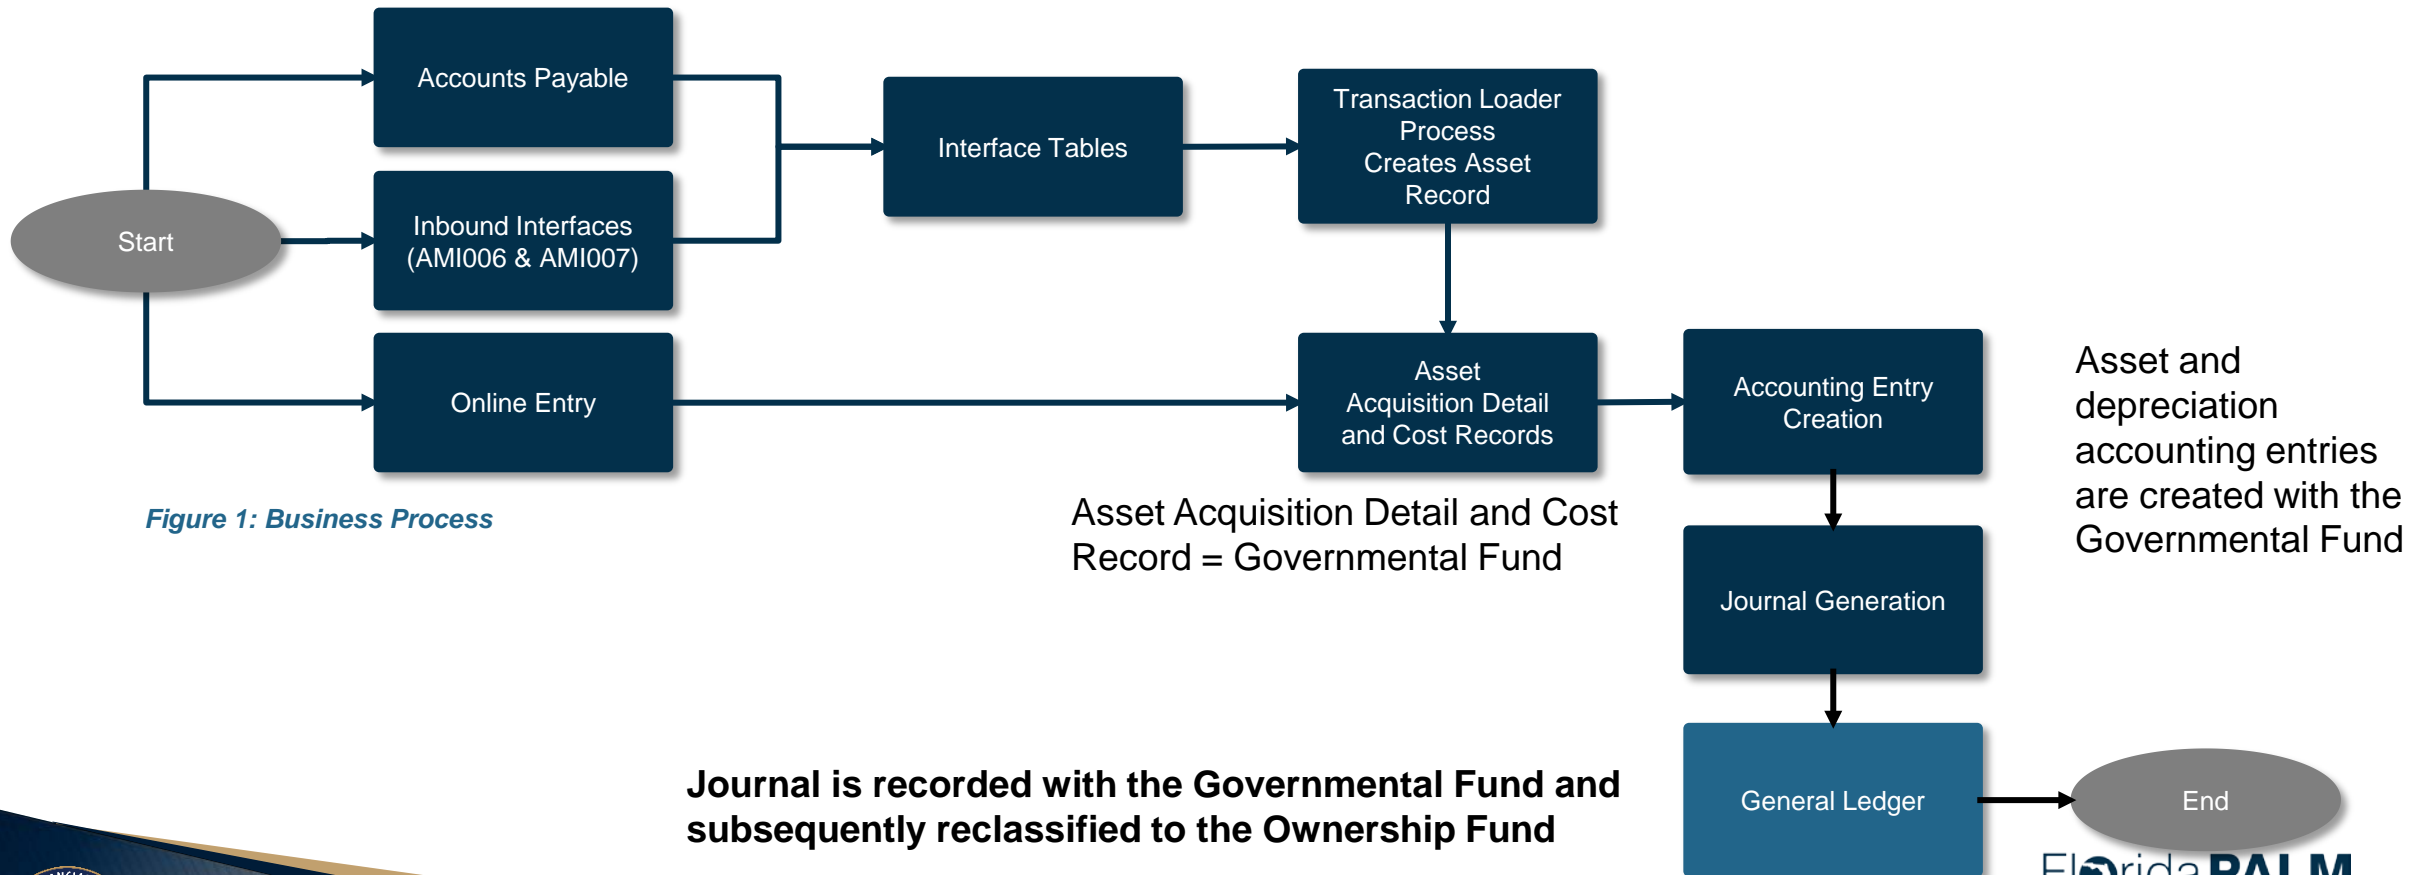 Accounts Payable
Transaction Loader
Process
Creates Asset
Record
Interface Tables
Start
Inbound Interfaces
(AMI006 & AMI007)
Online Entry
Asset
Acquisition Detail
and Cost Records
Accounting Entry
Creation
Asset and
depreciation
accounting entries
are created with the
Governmental Fund
Figure 1: Business Process
Asset Acquisition Detail and Cost
Record = Governmental Fund
Journal Generation
Journal is recorded with the Governmental Fund and
subsequently reclassified to the Ownership Fund
General Ledger
End
Florida PALM